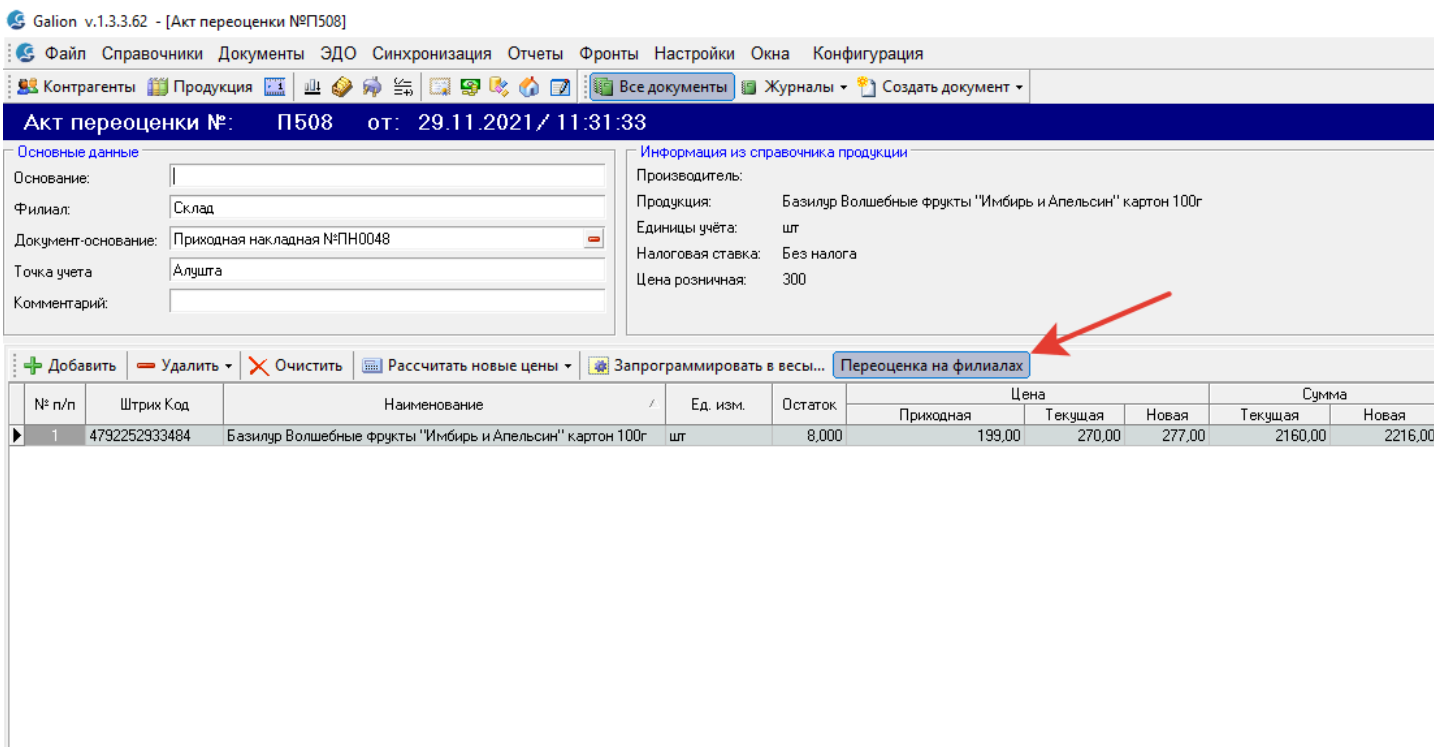 Galion v.1.3.3.62 - [Акт переоценки №П508]
Файл Справочники Документы ЭДО Синхронизация Отчеты Фронты Настройки Окна Конфигурация
Контрагенты Продукция Все документы Журналы Создать документ
Акт переоценки №: П508 от: 29.11.2021/ 11:31:33
Основные данные
Основание:
Филиал: Склад
Документ-основание: Приходная накладная №ПН0048
Точка учета Алушта
Комментарий:
Информация из справочника продукции
Производитель:
Продукция: Базилур Волшебные фрукты "Имбирь и Апельсин" картон 100г
Единицы учёта: шт
Налоговая ставка: Без налога
Цена розничная: 300
Добавить Удалить Очистить Рассчитать новые цены Запрограммировать в весы... Переоценка на филиалах
№ п/п Штрих Код Наименование Ед. изм. Остаток Цена Сумма
Приходная Текущая Новая Текущая Новая
1 4792252933484 Базилур Волшебные фрукты "Имбирь и Апельсин" картон 100г шт 8,000 199,00 270,00 277,00 2160,00 2216,00